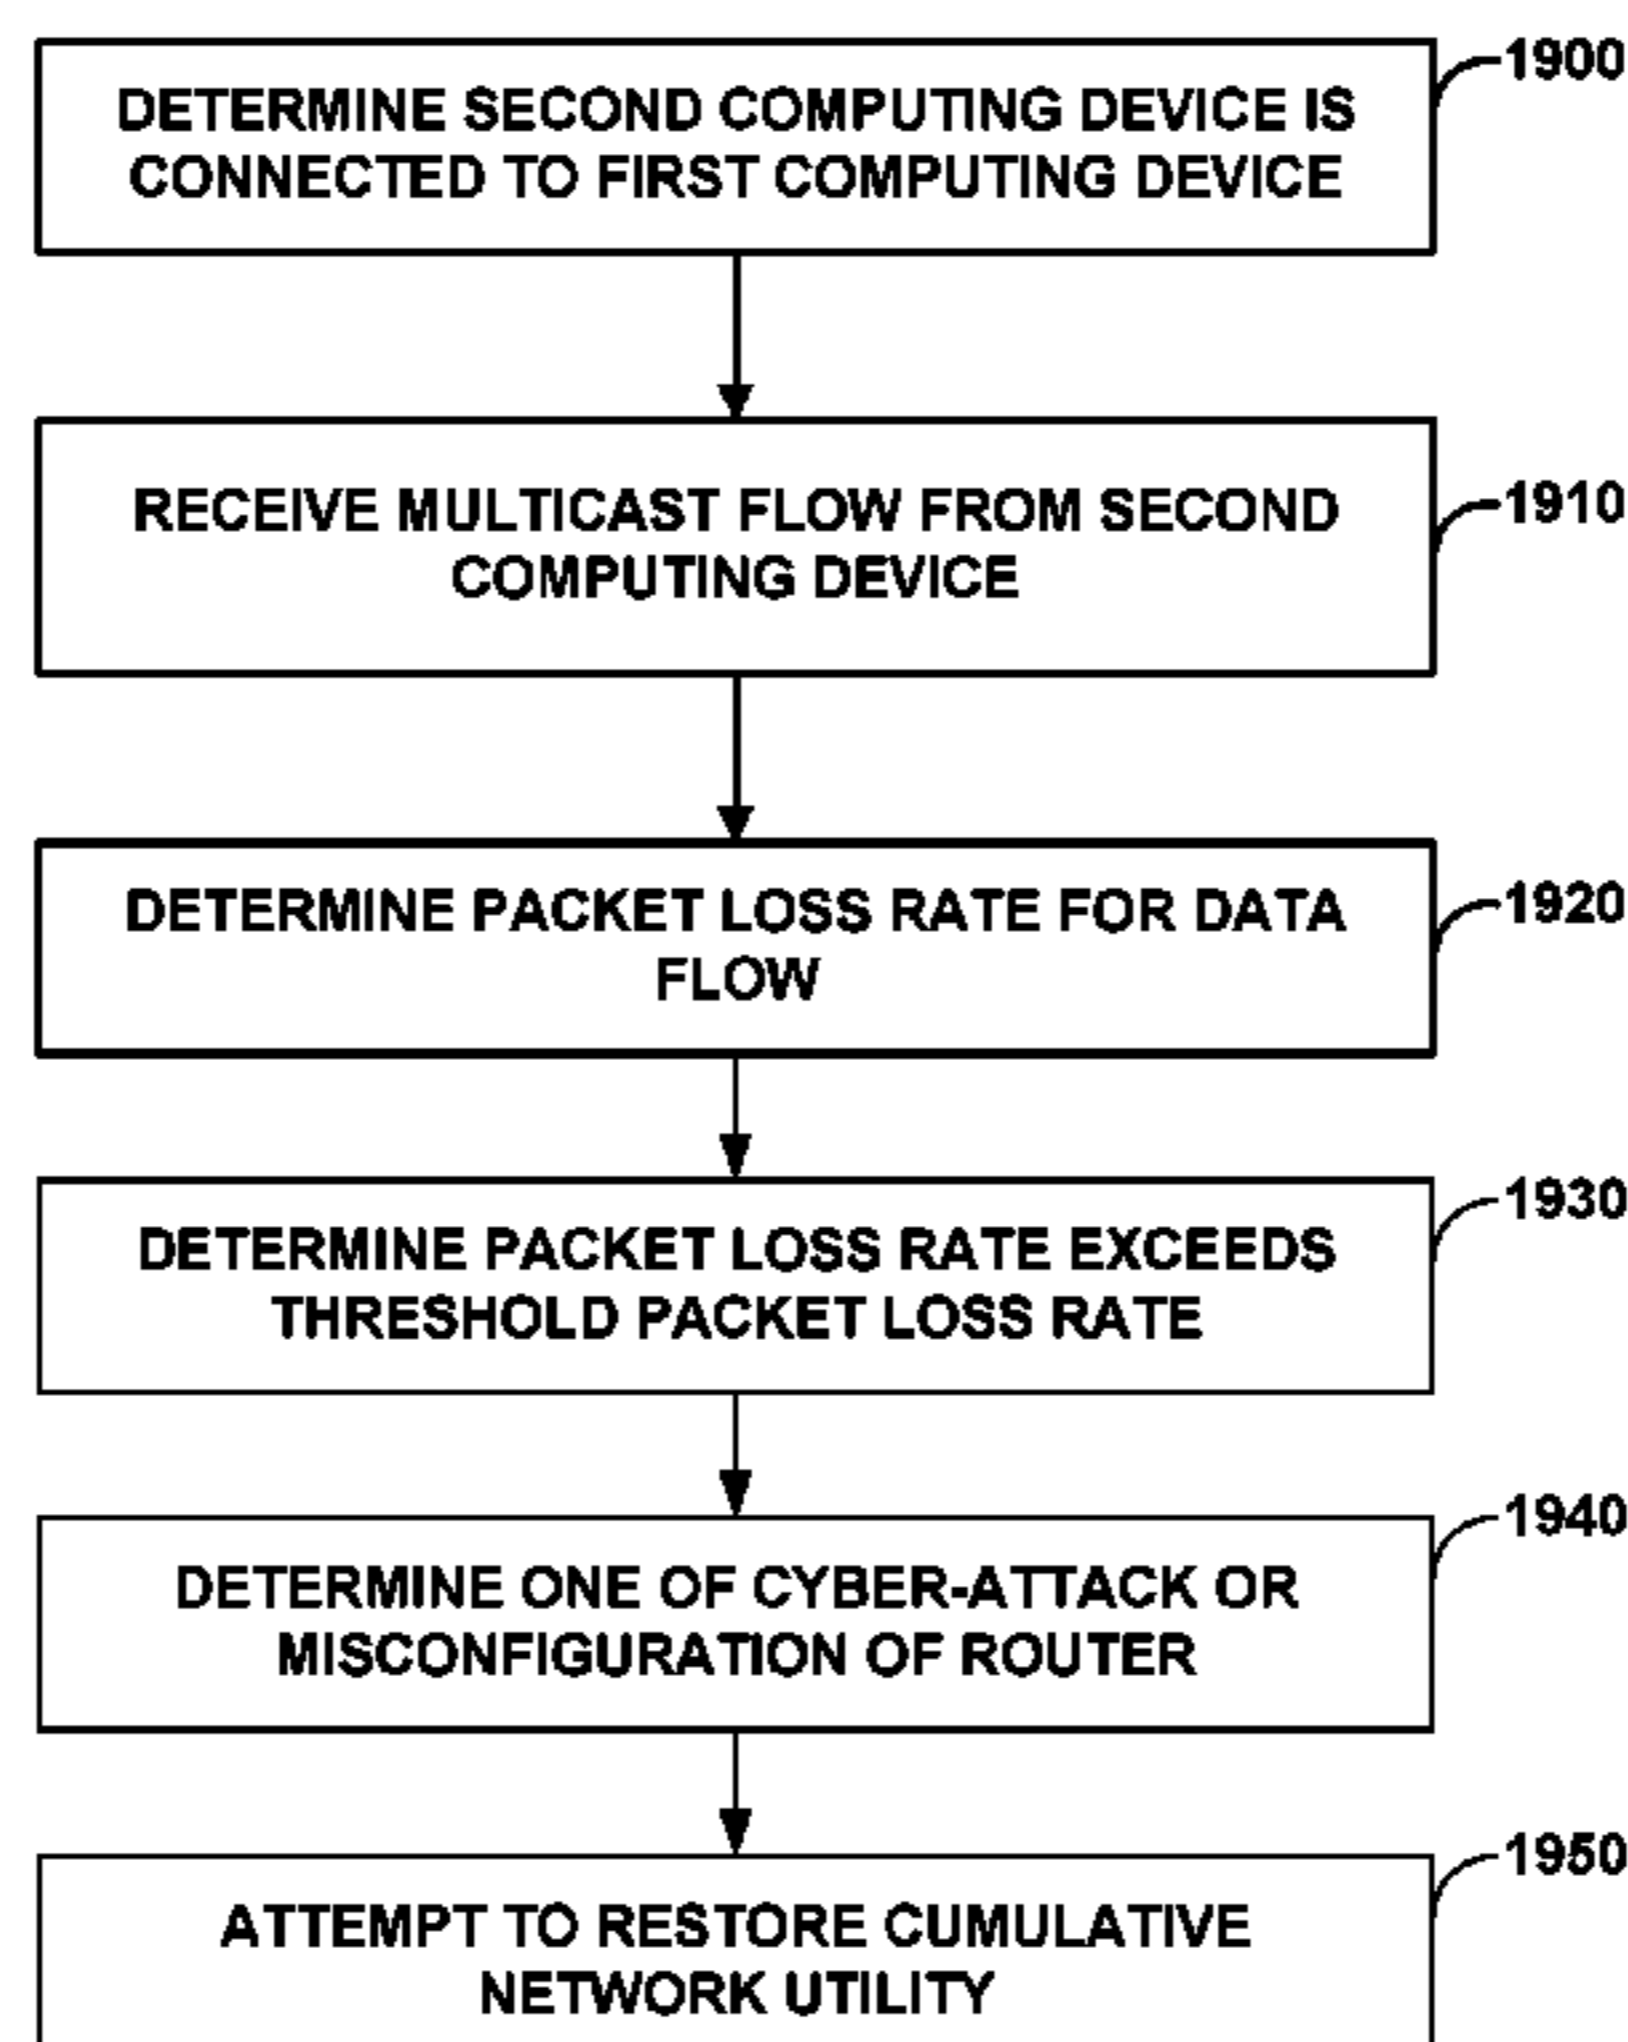 1900
DETERMINE SECOND COMPUTING DEVICE IS
CONNECTED TO FIRST COMPUTING DEVICE
1910
RECEIVE MULTICAST FLOW FROM SECOND
COMPUTING DEVICE
1920
DETERMINE PACKET LOSS RATE FOR DATA
FLOW
1930
DETERMINE PACKET LOSS RATE EXCEEDS
THRESHOLD PACKET LOSS RATE
1940
DETERMINE ONE OF CYBER-ATTACK OR
MISCONFIGURATION OF ROUTER
1950
ATTEMPT TO RESTORE CUMULATIVE
NETWORK UTILITY